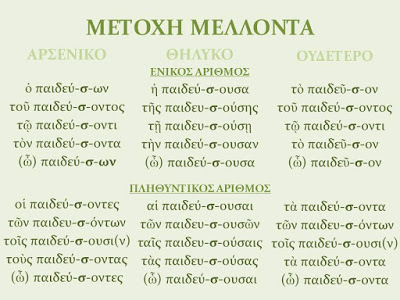 ΜΕΤΟΧΗ ΜΕΛΛΟΝΤΑ
ΑΡΣΕΝΙΚΟ ΘΗΛΥΚΟ ΟΥΔΕΤΕΡΟ
ΕΝΙΚΟΣ ΑΡΙΘΜΟΣ
ὁ παιδεύ-σ-ων ἡ παιδεύ-σ-ουσα τὸ παιδεῦ-σ-ον
τοῦ παιδεύ-σ-οντος τῆς παιδευ-σ-ούσης τοῦ παιδεύ-σ-οντος
τῷ παιδεύ-σ-οντι τῇ παιδευ-σ-ούσῃ τῷ παιδεύ-σ-οντι
τὸν παιδεύ-σ-οντα τὴν παιδεύ-σ-ουσαν τὸ παιδεῦ-σ-ον
(ὦ) παιδεύ-σ-ων (ὦ) παιδεύ-σ-ουσα (ὦ) παιδεῦ-σ-ον
ΠΛΗΘΥΝΤΙΚΟΣ ΑΡΙΘΜΟΣ
οἱ παιδεύ-σ-οντες αἱ παιδεύ-σ-ουσαι τὰ παιδεύ-σ-οντα
τῶν παιδευ-σ-όντων τῶν παιδευ-σ-ουσῶν τῶν παιδευ-σ-όντων
τοῖς παιδεύ-σ-ουσι(ν) ταῖς παιδευ-σ-ούσαις τοῖς παιδεύ-σ-ουσι(ν)
τοὺς παιδεύ-σ-οντας τὰς παιδευ-σ-ούσας τὰ παιδεύ-σ-οντα
(ὦ) παιδεύ-σ-οντες (ὦ) παιδεύ-σ-ουσαι (ὦ) παιδεύ-σ-οντα